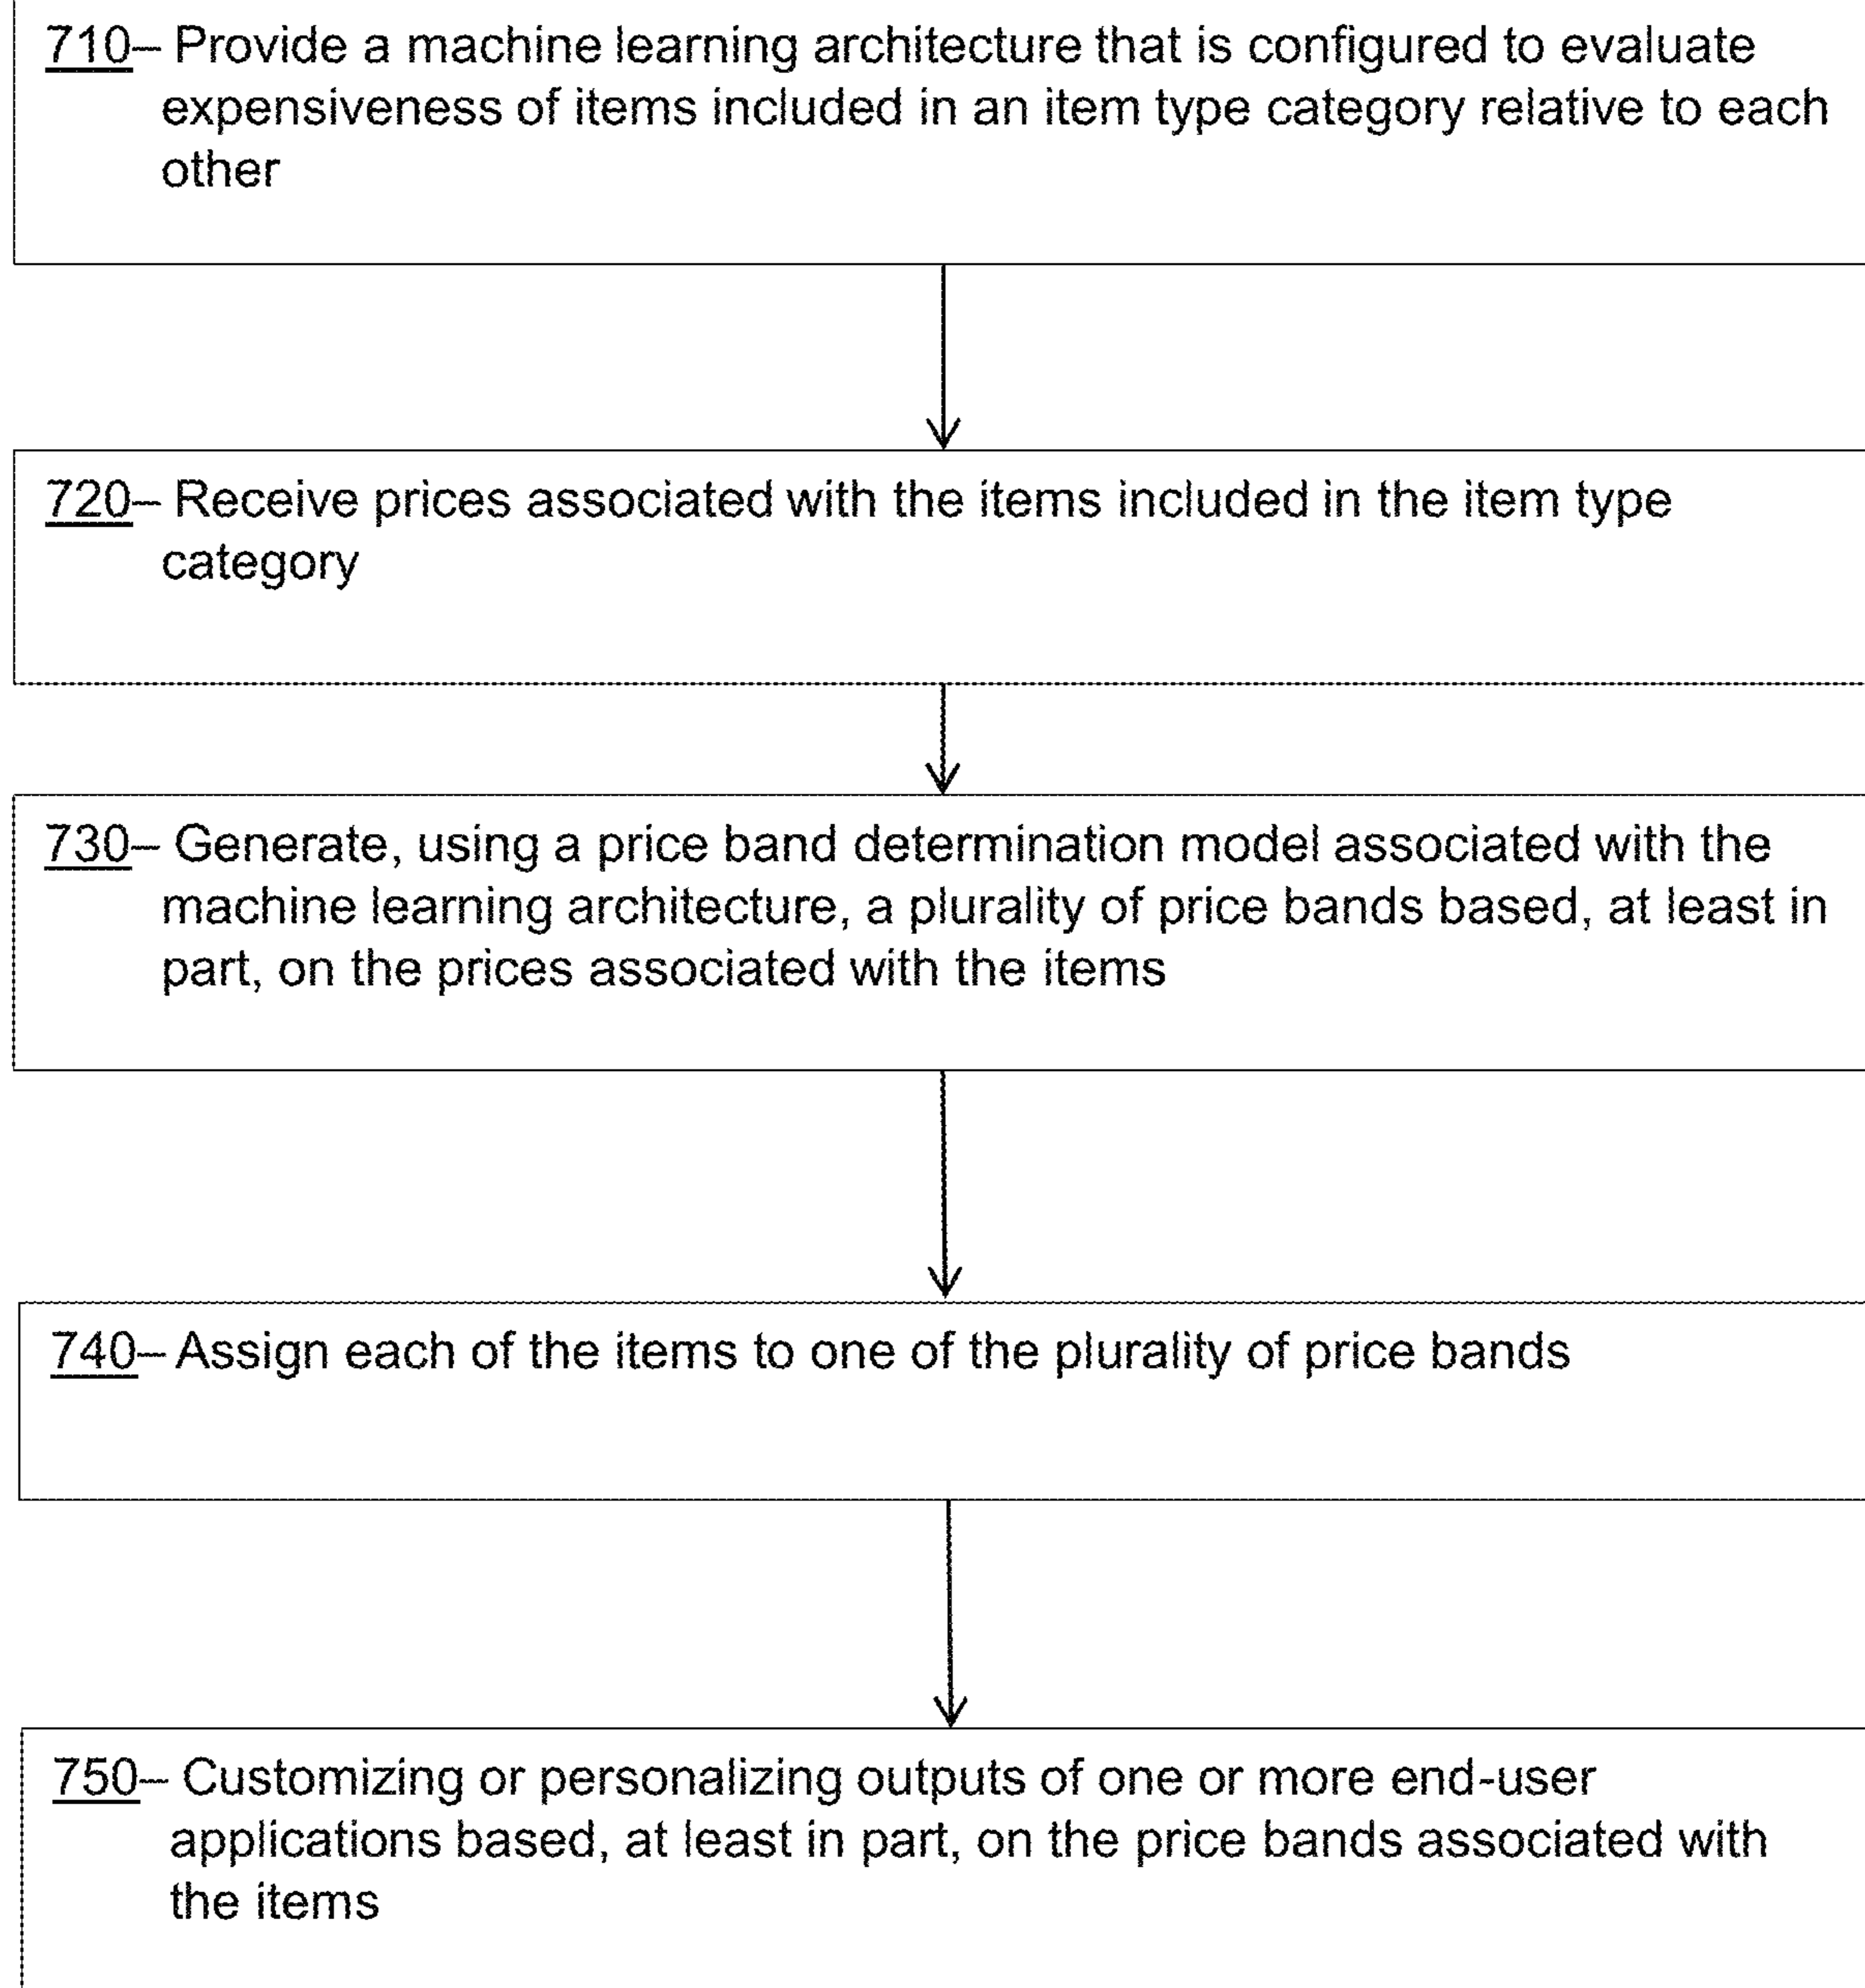 710– Provide a machine learning architecture that is configured to evaluate
expensiveness of items included in an item type category relative to each
other
720– Receive prices associated with the items included in the item type
category
730– Generate, using a price band determination model associated with the
machine learning architecture, a plurality of price bands based, at least in
part, on the prices associated with the items
740– Assign each of the items to one of the plurality of price bands
750– Customizing or personalizing outputs of one or more end-user
applications based, at least in part, on the price bands associated with
the items